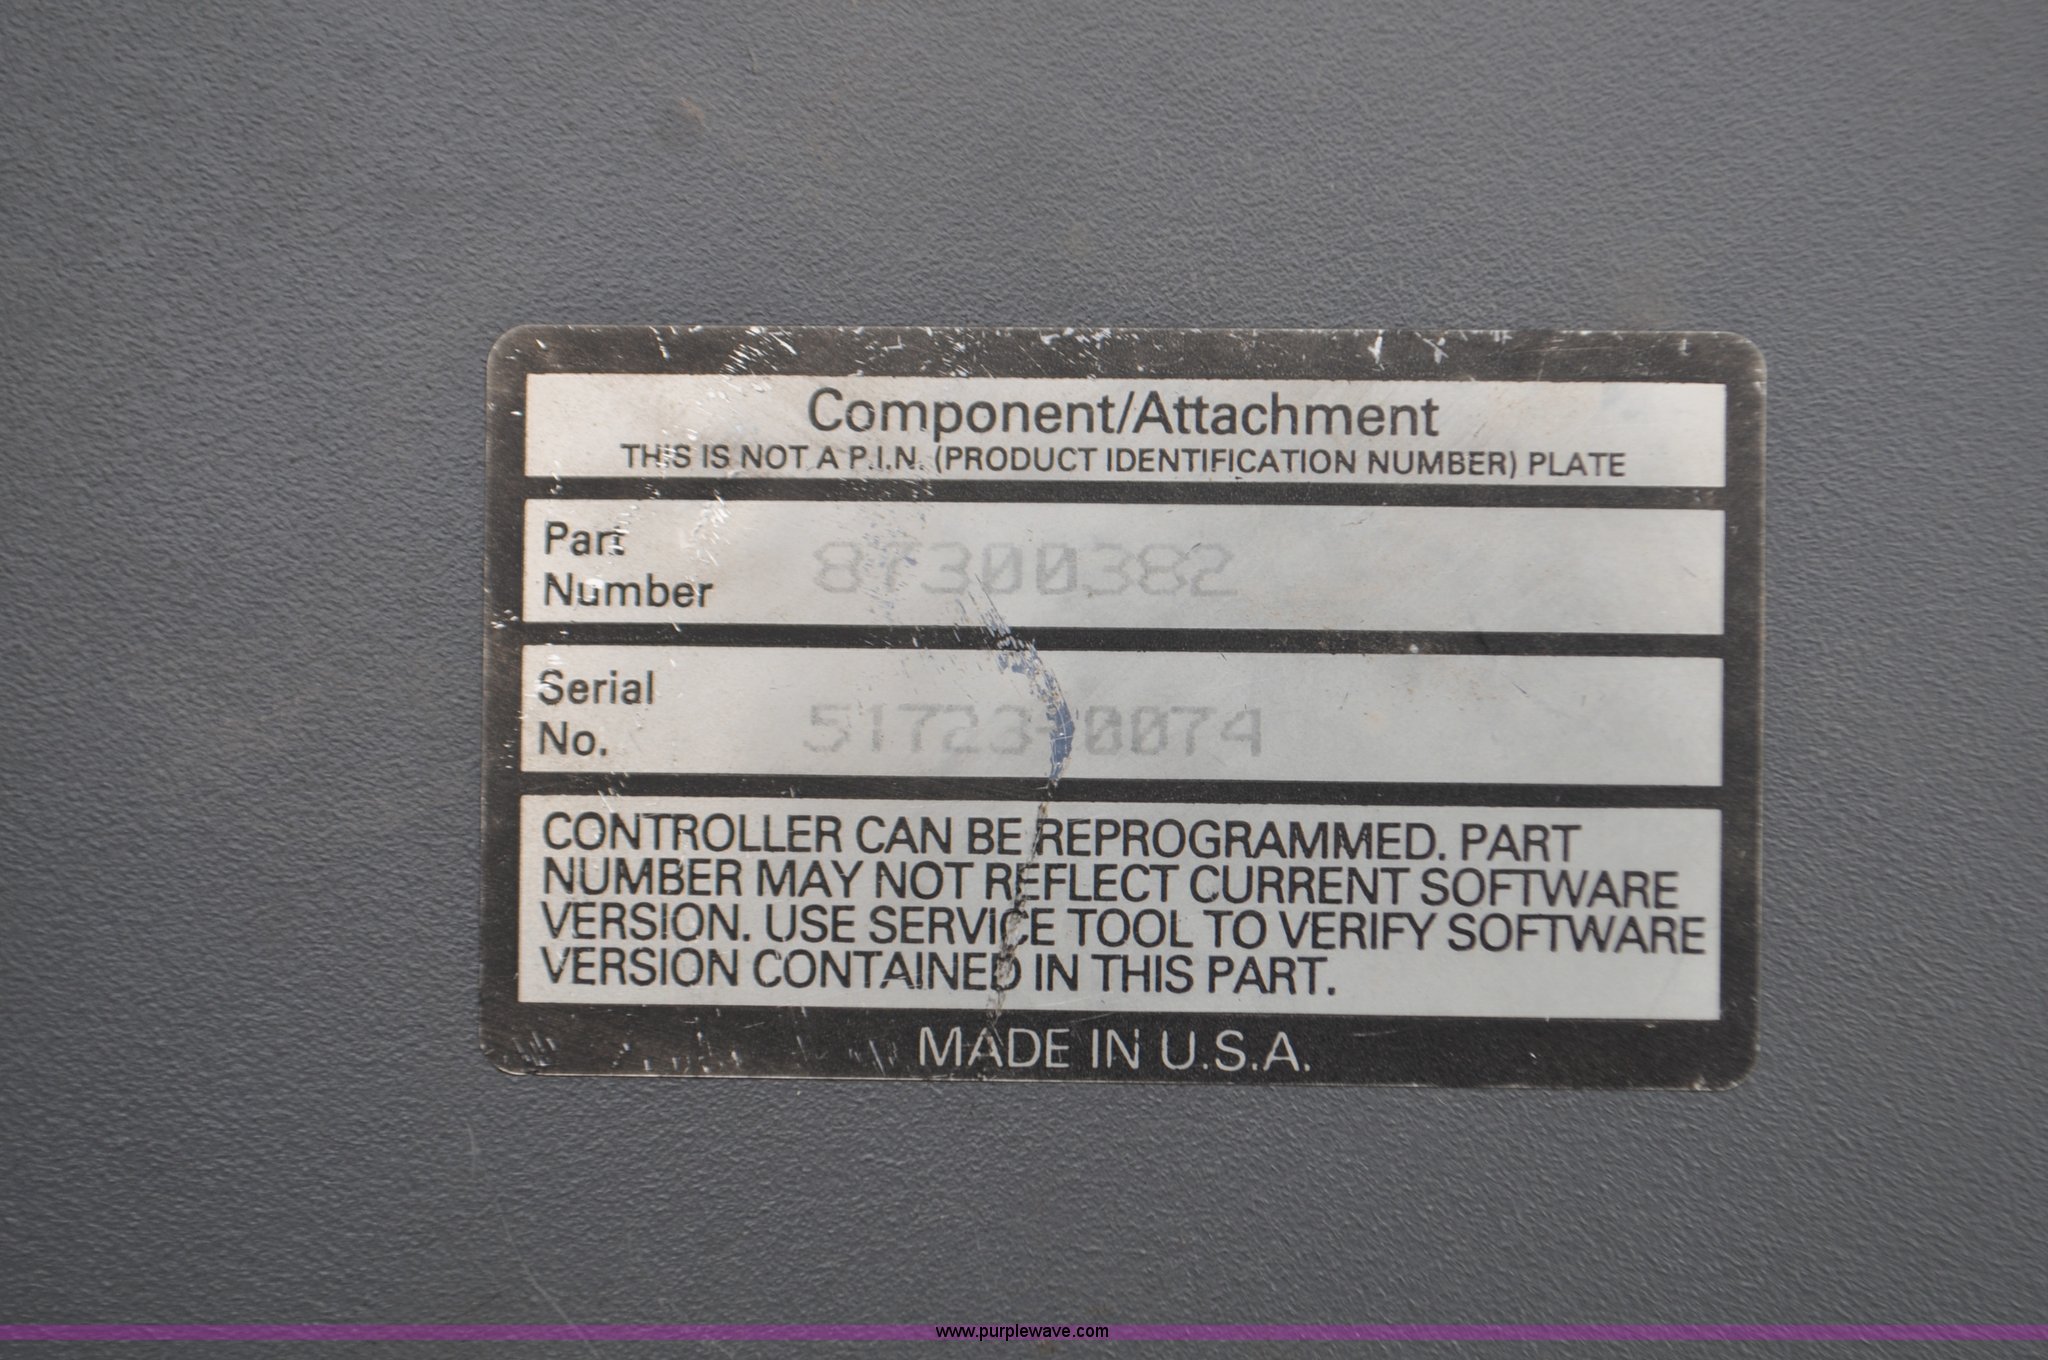 Component/Attachment
THIS IS NOT A P.I.N. (PRODUCT IDENTIFICATION NUMBER) PLATE
Part
Number 87300382
Serial
No. 51723-0074
CONTROLLER CAN BE REPROGRAMMED. PART
NUMBER MAY NOT REFLECT CURRENT SOFTWARE
VERSION. USE SERVICE TOOL TO VERIFY SOFTWARE
VERSION CONTAINED IN THIS PART.
MADE IN U.S.A.
www.purplewave.com